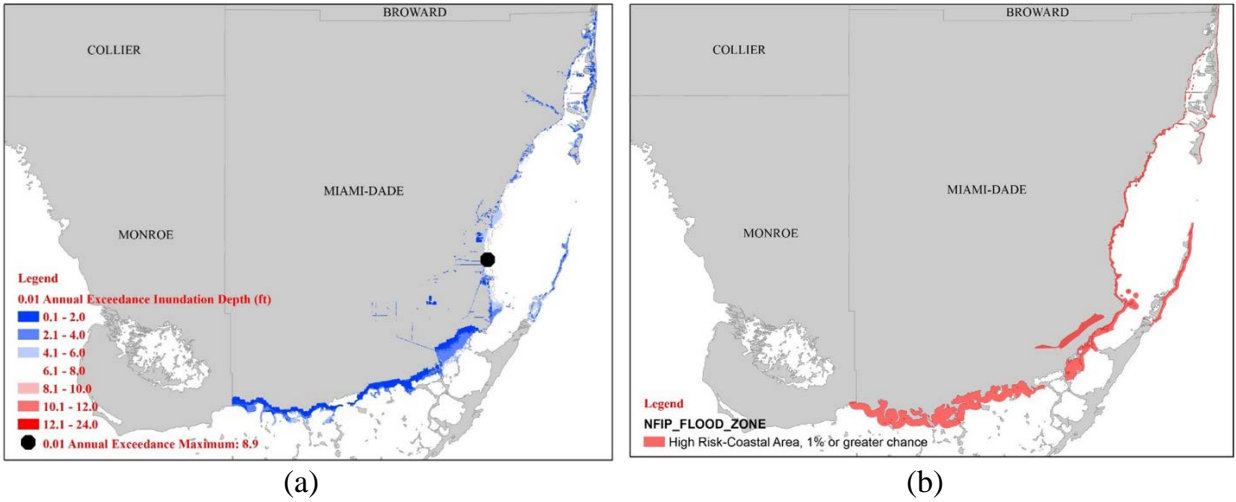 BROWARD
COLLIER
MIAMI-DADE
MONROE
Legend
0.01 Annual Exceedance Inundation Depth (ft)
0.1 - 2.0
2.1 - 4.0
4.1 - 6.0
6.1 - 8.0
8.1 - 10.0
10.1 - 12.0
12.1 - 24.0
0.01 Annual Exceedance Maximum: 8.9
(a)
BROWARD
COLLIER
MIAMI-DADE
MONROE
Legend
NFIP_FLOOD_ZONE
High Risk-Coastal Area, 1% or greater chance
(b)